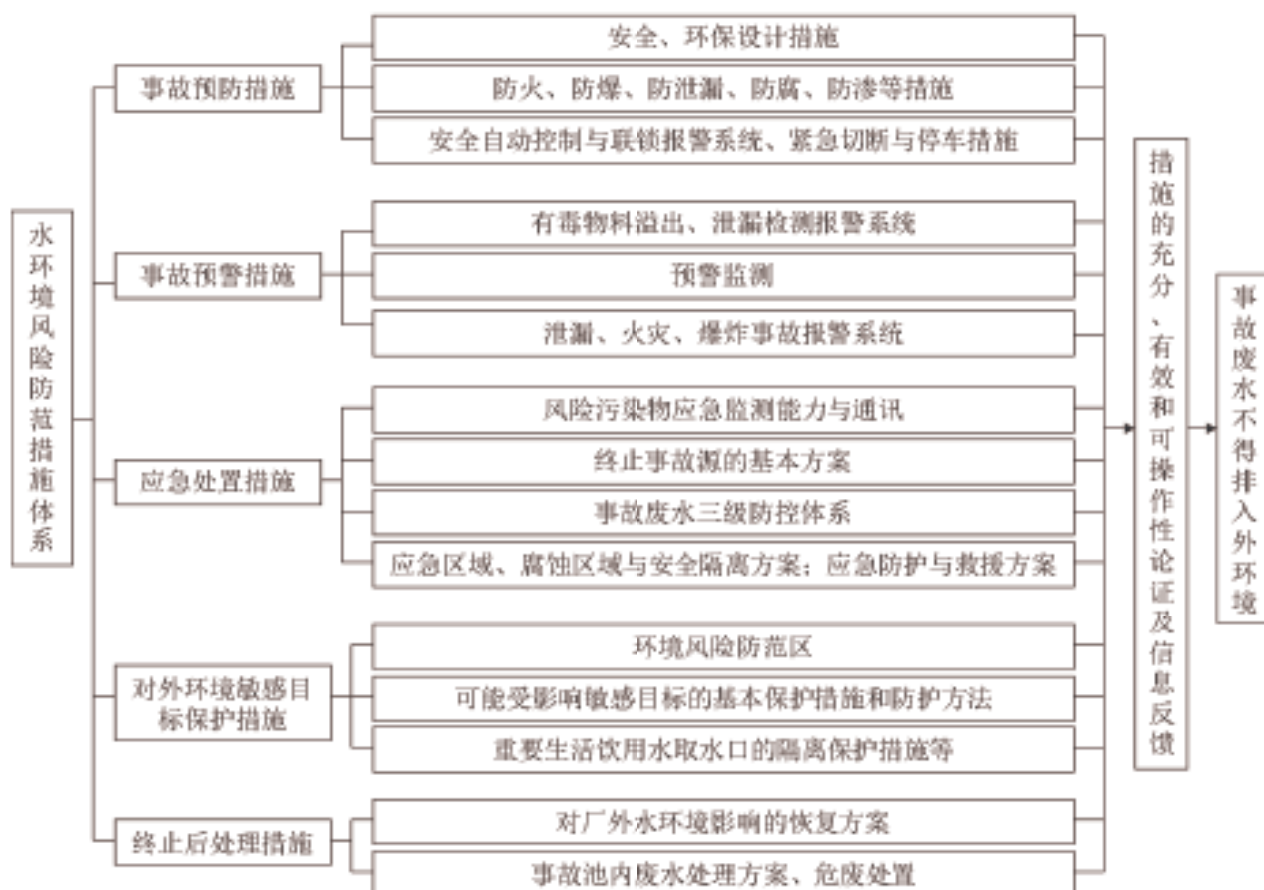 水环境风险防范措施体系
事故预防措施
安全、环保设计措施
防火、防爆、防泄漏、防腐、防渗等措施
安全自动控制与联锁报警系统、紧急切断与停车措施
事故预警措施
有毒物料溢出、泄漏检测报警系统
预警监测
泄漏、火灾、爆炸事故报警系统
应急处置措施
风险污染物应急监测能力与通讯
终止事故源的基本方案
事故废水三级防控体系
应急区域、腐蚀区域与安全隔离方案；应急防护与救援方案
对外环境敏感目
标保护措施
环境风险防范区
可能受影响敏感目标的基本保护措施和防护方法
重要生活饮用水取水口的隔离保护措施等
终止后处理措施
对厂外水环境影响的恢复方案
事故池内废水处理方案、危废处置
措施的充分、有效和可操作性论证及信息反馈
事故废水不得排入外环境